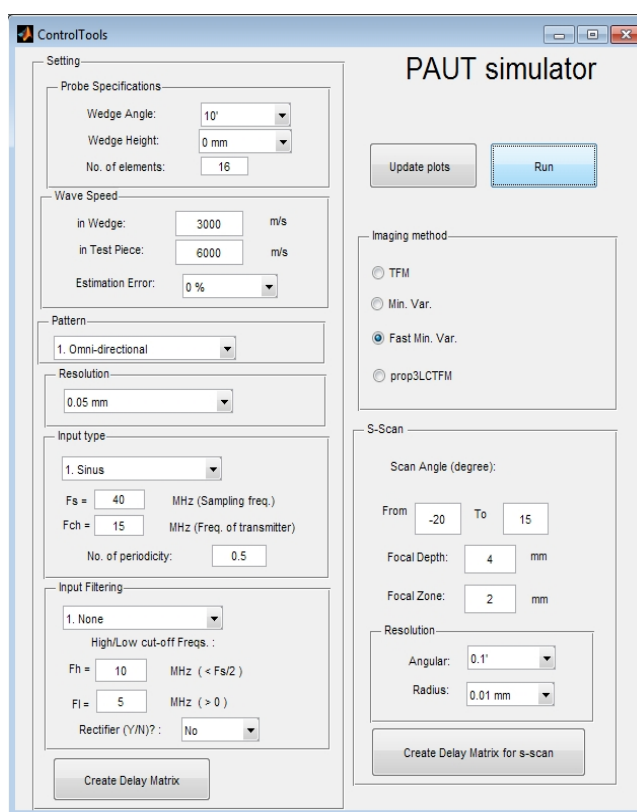 ControlTools
Setting
Probe Specifications
Wedge Angle: 10'
Wedge Height: 0 mm
No. of elements: 16
Wave Speed
in Wedge: 3000 m/s
in Test Piece: 6000 m/s
Estimation Error: 0 %
Pattern
1. Omni-directional
Resolution
0.05 mm
Input type
1. Sinus
Fs = 40 MHz (Sampling freq.)
Fch = 15 MHz (Freq. of transmitter)
No. of periodicity: 0.5
Input Filtering
1. None
High/Low cut-off Freqs. :
Fh = 10 MHz ( < Fs/2 )
Fl = 5 MHz ( > 0 )
Rectifier (Y/N)? : No
Create Delay Matrix
PAUT simulator
Update plots
Run
Imaging method
TFM
Min. Var.
Fast Min. Var.
prop3LCTFM
S-Scan
Scan Angle (degree):
From -20 To 15
Focal Depth: 4 mm
Focal Zone: 2 mm
Resolution
Angular: 0.1'
Radius: 0.01 mm
Create Delay Matrix for s-scan